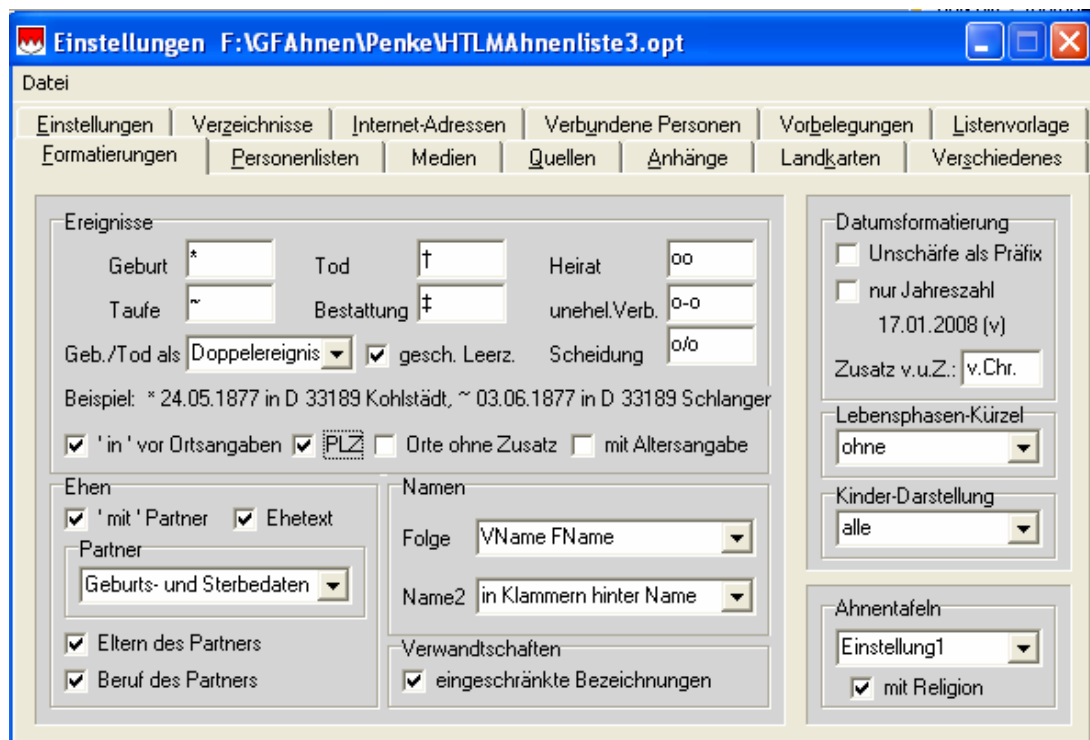 Einstellungen F:\GFAhnen\Penke\HTLMAhnenliste3.opt
Datei
Einstellungen Verzeichnisse Internet-Adressen Verbundene Personen Vorbelegungen Listenvorlage
Formatierungen Personenlisten Medien Quellen Anhänge Landkarten Verschiedenes
Ereignisse
Geburt * Tod † Heirat oo
Taufe ~ Bestattung ‡ unehel.Verb. o-o
Geb./Tod als Doppelereignis gesch. Leerz. Scheidung o/o
Beispiel: * 24.05.1877 in D 33189 Kohlstädt, ~ 03.06.1877 in D 33189 Schlanger
' in ' vor Ortsangaben PLZ Orte ohne Zusatz mit Altersangabe
Ehen
' mit ' Partner Ehetext
Partner
Geburts- und Sterbedaten
Eltern des Partners
Beruf des Partners
Namen
Folge VName FName
Name2 in Klammern hinter Name
Verwandtschaften
eingeschränkte Bezeichnungen
Datumsformatierung
Unschärfe als Präfix
nur Jahreszahl
17.01.2008 (v)
Zusatz v.u.Z.: v.Chr.
Lebensphasen-Kürzel
ohne
Kinder-Darstellung
alle
Ahnentafeln
Einstellung1
mit Religion